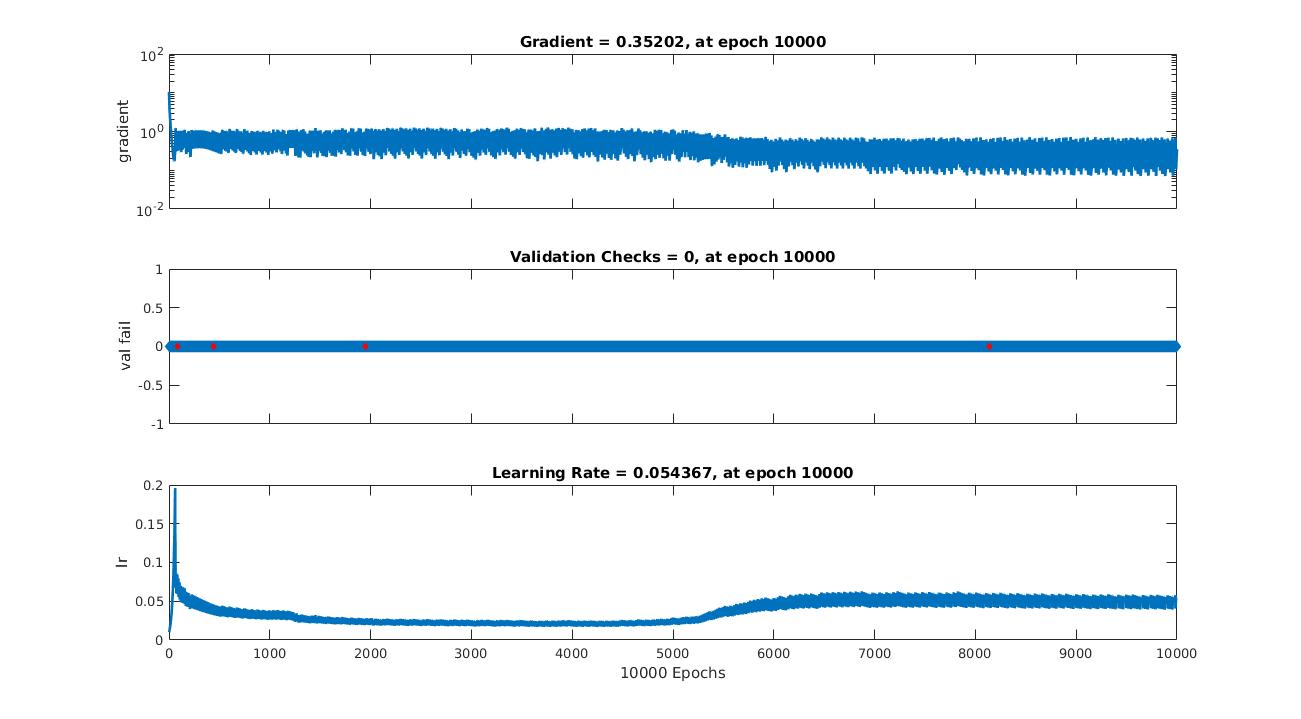 Gradient = 0.35202, at epoch 10000
10^2
10^0
10^-2
gradient
Validation Checks = 0, at epoch 10000
1
0.5
0
-0.5
-1
val fail
Learning Rate = 0.054367, at epoch 10000
0.2
0.15
0.1
0.05
0
lr
0 1000 2000 3000 4000 5000 6000 7000 8000 9000 10000
10000 Epochs